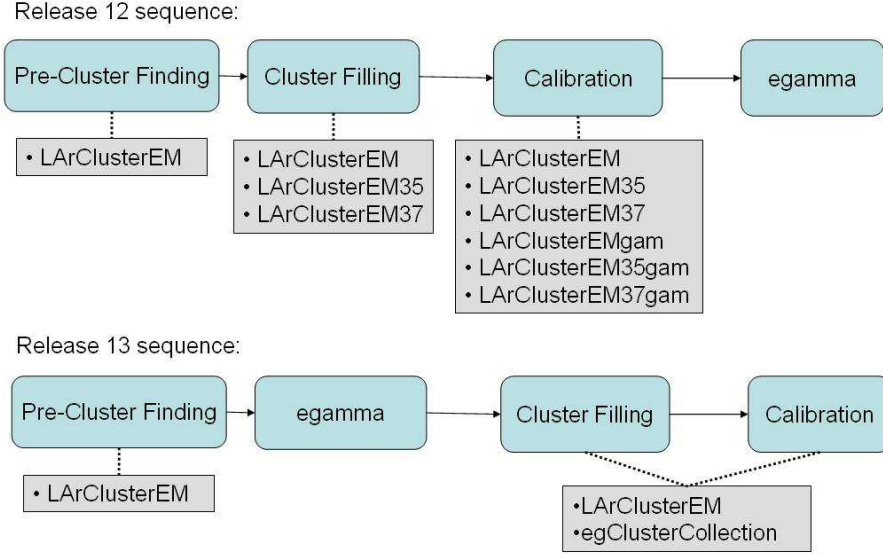 Release 12 sequence:
Pre-Cluster Finding
Cluster Filling
Calibration
egamma
• LArClusterEM
• LArClusterEM
• LArClusterEM35
• LArClusterEM37
• LArClusterEM
• LArClusterEM35
• LArClusterEM37
• LArClusterEMgam
• LArClusterEM35gam
• LArClusterEM37gam
Release 13 sequence:
Pre-Cluster Finding
egamma
Cluster Filling
Calibration
• LArClusterEM
•LArClusterEM
•egClusterCollection